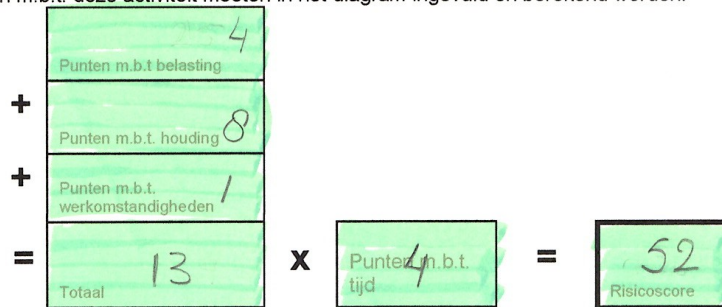 m.b.t. deze activiteit moeten in het diagram ingevuld en berekend worden.
4
Punten m.b.t belasting
+
Punten m.b.t. houding 8
+
Punten m.b.t. 1
werkomstandigheden
= 13 x Punten m.b.t. 4 = 52
Totaal tijd Risicoscore